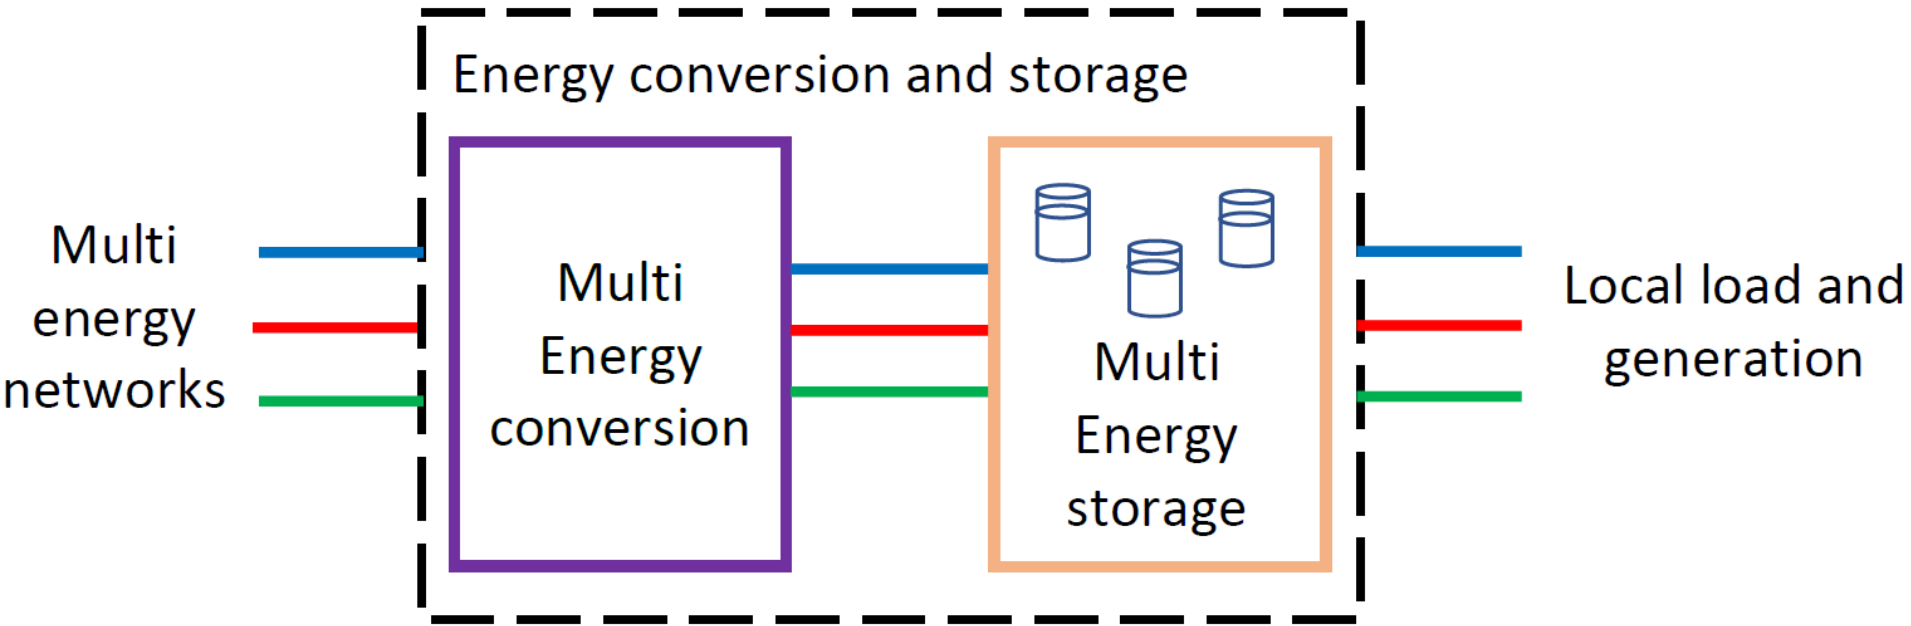 Energy conversion and storage
Multi
energy
networks
Multi
Energy
conversion
Multi
Energy
storage
Local load and
generation